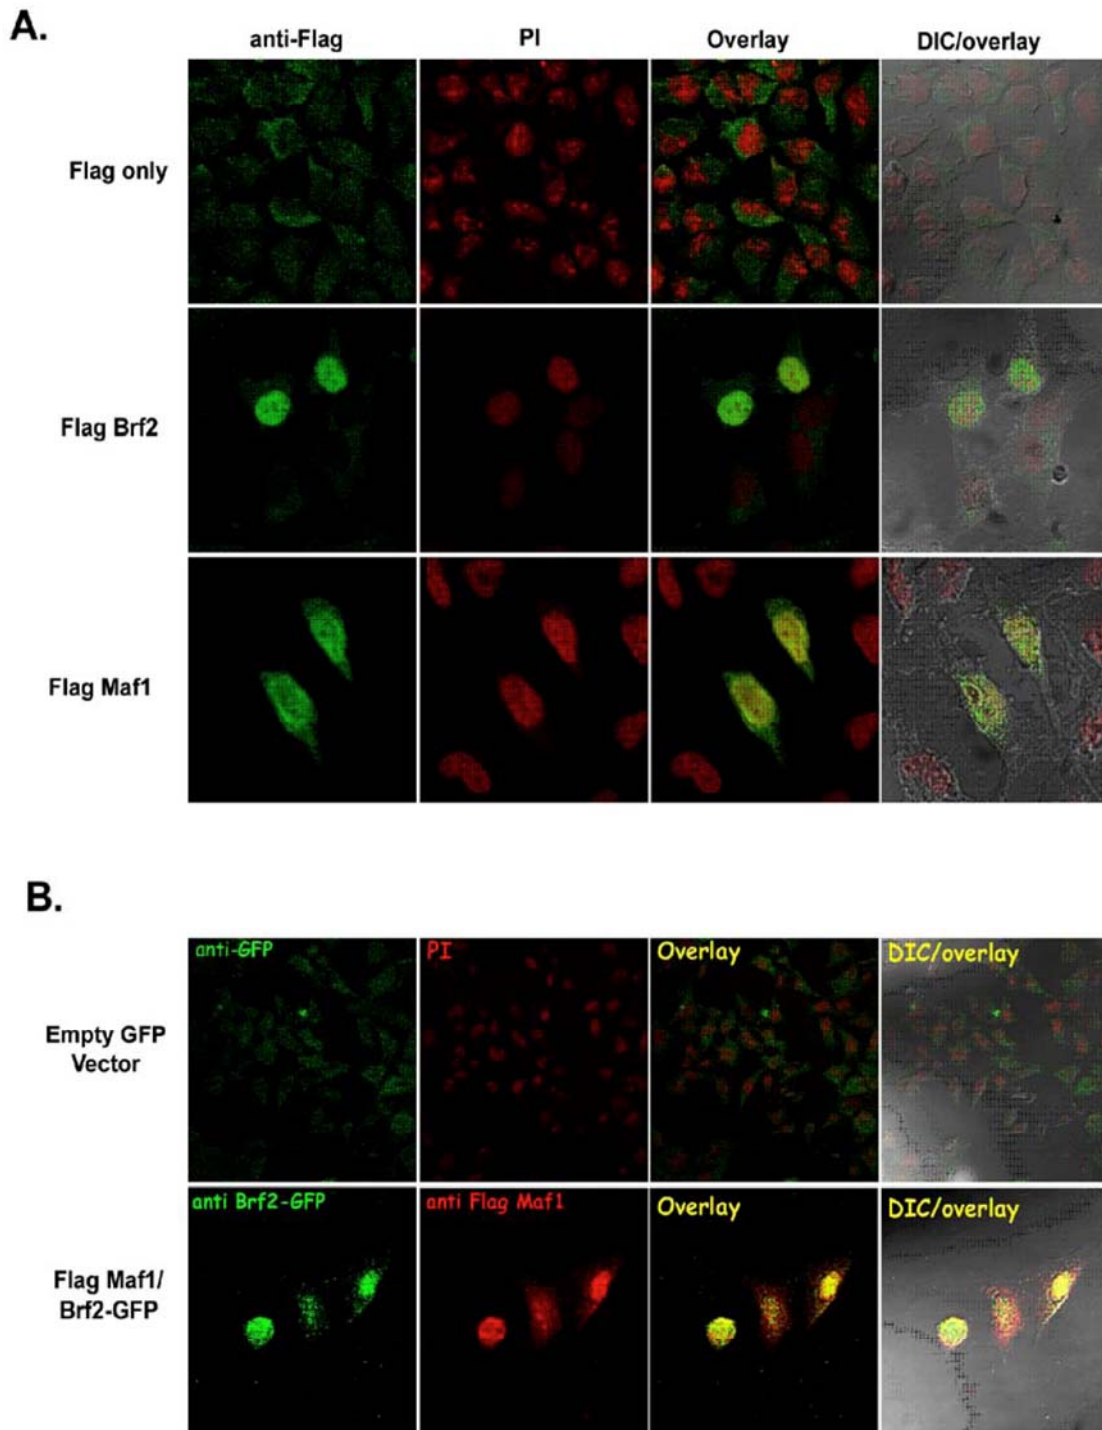 A.
anti-Flag PI Overlay DIC/overlay
Flag only
Flag Brf2
Flag Maf1
B.
anti-GFP PI Overlay DIC/overlay
Empty GFP
Vector
anti Brf2-GFP anti Flag Maf1 Overlay DIC/overlay
Flag Maf1/
Brf2-GFP